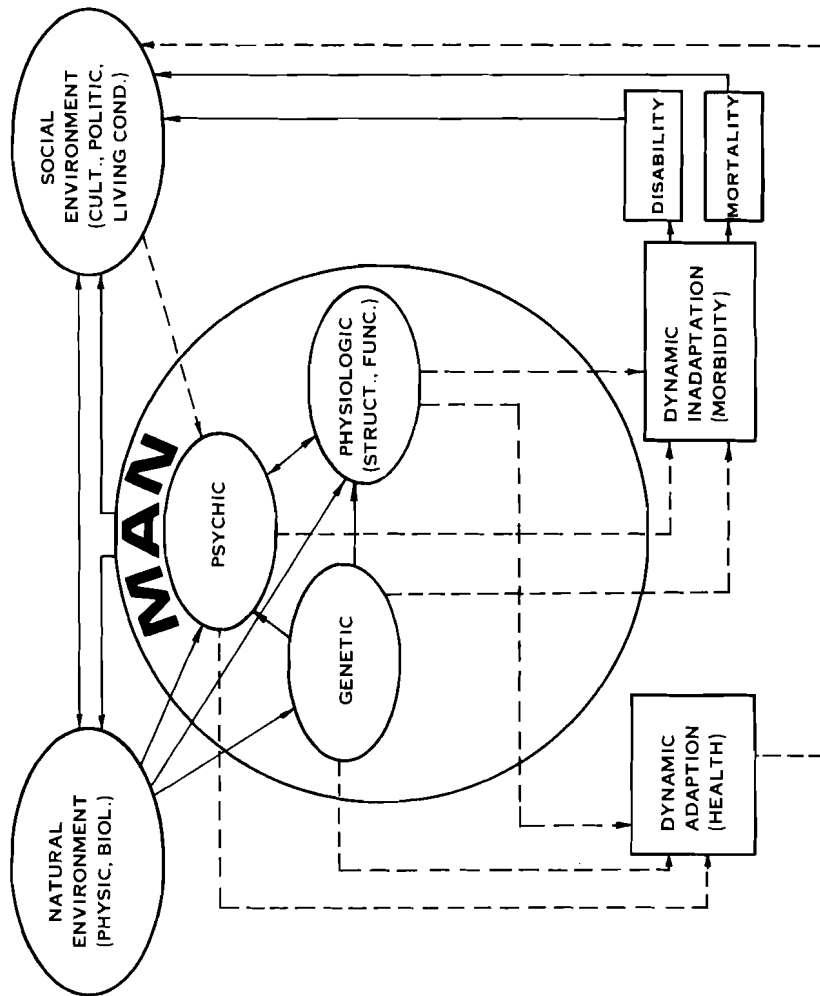 NATURAL
ENVIRONMENT
(PHYSIC, BIOL.)
SOCIAL
ENVIRONMENT
(CULT., POLITIC,
LIVING COND.)
MAN
PSYCHIC
GENETIC
PHYSIOLOGIC
(STRUCT., FUNC.)
DYNAMIC
ADAPTION
(HEALTH)
DYNAMIC
INADAPTATION
(MORBIDITY)
DISABILITY
MORTALITY